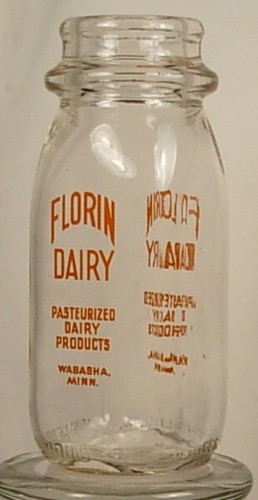 FLORIN
DAIRY
PASTEURIZED
DAIRY
PRODUCTS
WABASHA,
MINN.